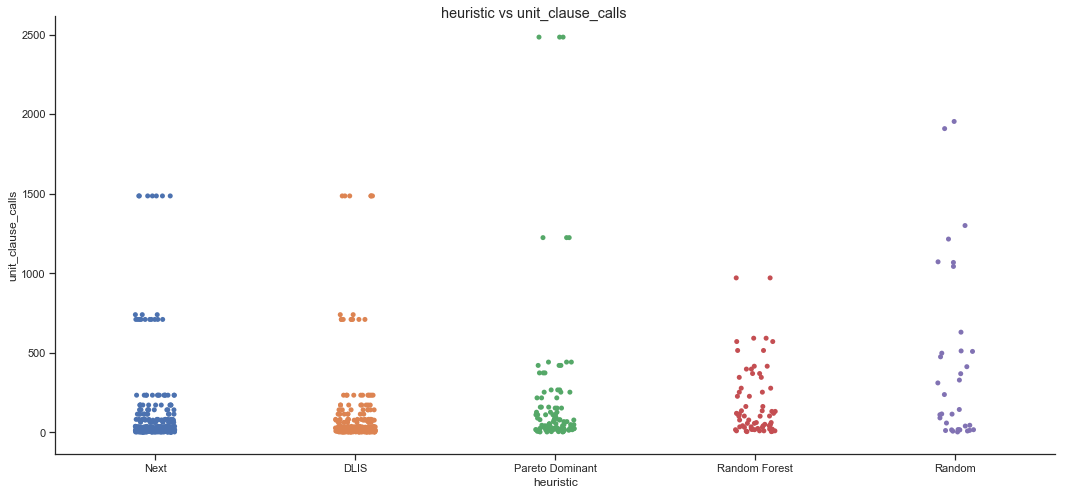 heuristic vs unit_clause_calls
unit_clause_calls
2500
2000
1500
1000
500
0
Next
DLIS
Pareto Dominant
Random Forest
Random
heuristic